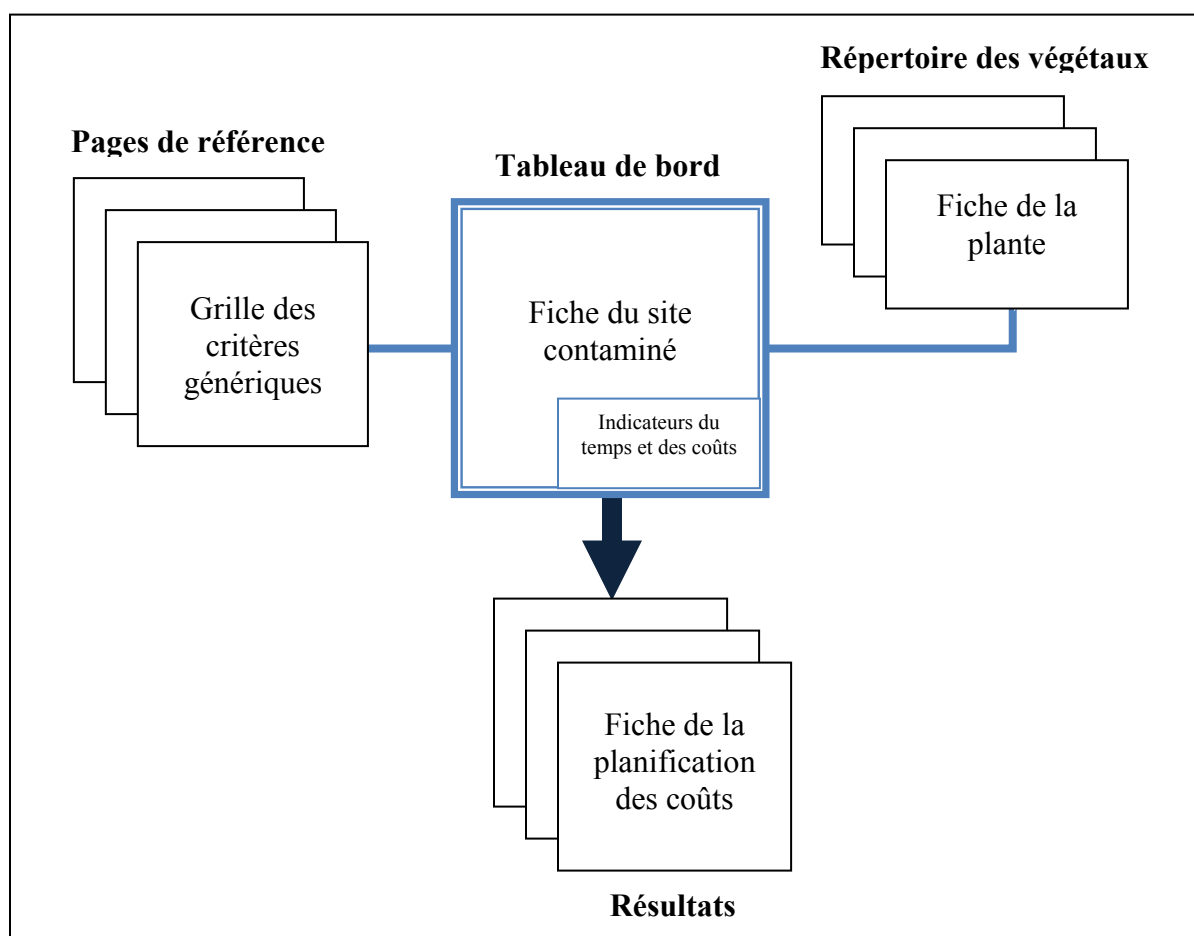 Répertoire des végétaux
Pages de référence
Tableau de bord
Fiche de la
plante
Grille des
critères
génériques
Fiche du site
contaminé
Indicateurs du
temps et des coûts
Fiche de la
planification
des coûts
Résultats